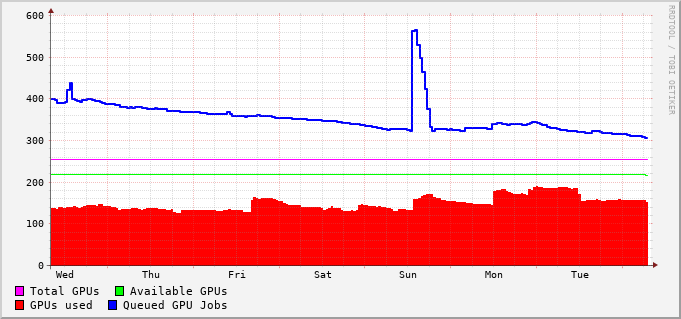 RRDTOOL / TOBI OETIKER
600
500
400
300
200
100
0
Wed Thu Fri Sat Sun Mon Tue
Total GPUs Available GPUs
GPUs used Queued GPU Jobs